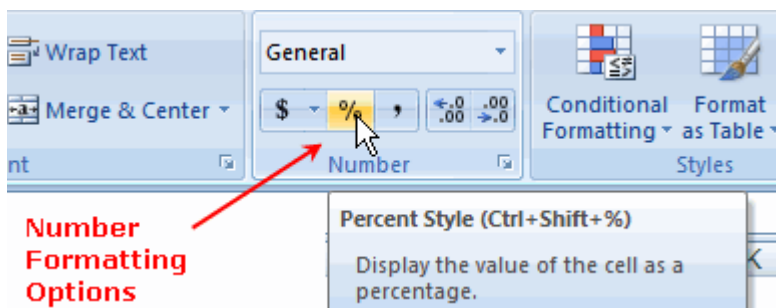 Wrap Text
General
Merge & Center
$ % , .0 .00 .00 .0
Conditional Formatting
Format as Table
nt
Number
Styles
Number
Formatting
Options
Percent Style (Ctrl+Shift+%)
Display the value of the cell as a
percentage.
K